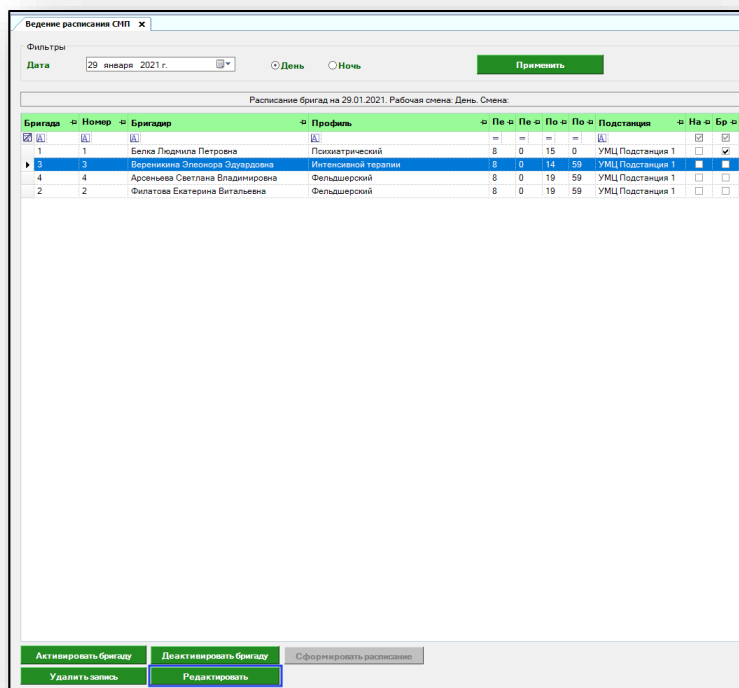 Ведение расписания СМП X
Фильтры
Дата 29 января 2021 г. День Ночь Применить
Расписание бригад на 29.01.2021. Рабочая смена: День. Смена:
Бригада Номер Бригадир Профиль Пе Пе По По Подстанция На Бр
A A A A = = = = A
1 1 Белка Людмила Петровна Психиатрический 8 0 15 0 УМЦ Подстанция 1
3 3 Вереникина Элеонора Эдуардовна Интенсивной терапии 8 0 14 59 УМЦ Подстанция 1
4 4 Арсеньева Светлана Владимировна Фельдшерский 8 0 19 59 УМЦ Подстанция 1
2 2 Филатова Екатерина Витальевна Фельдшерский 8 0 19 59 УМЦ Подстанция 1
Активировать бригаду Деактивировать бригаду Сформировать расписание
Удалить запись Редактировать